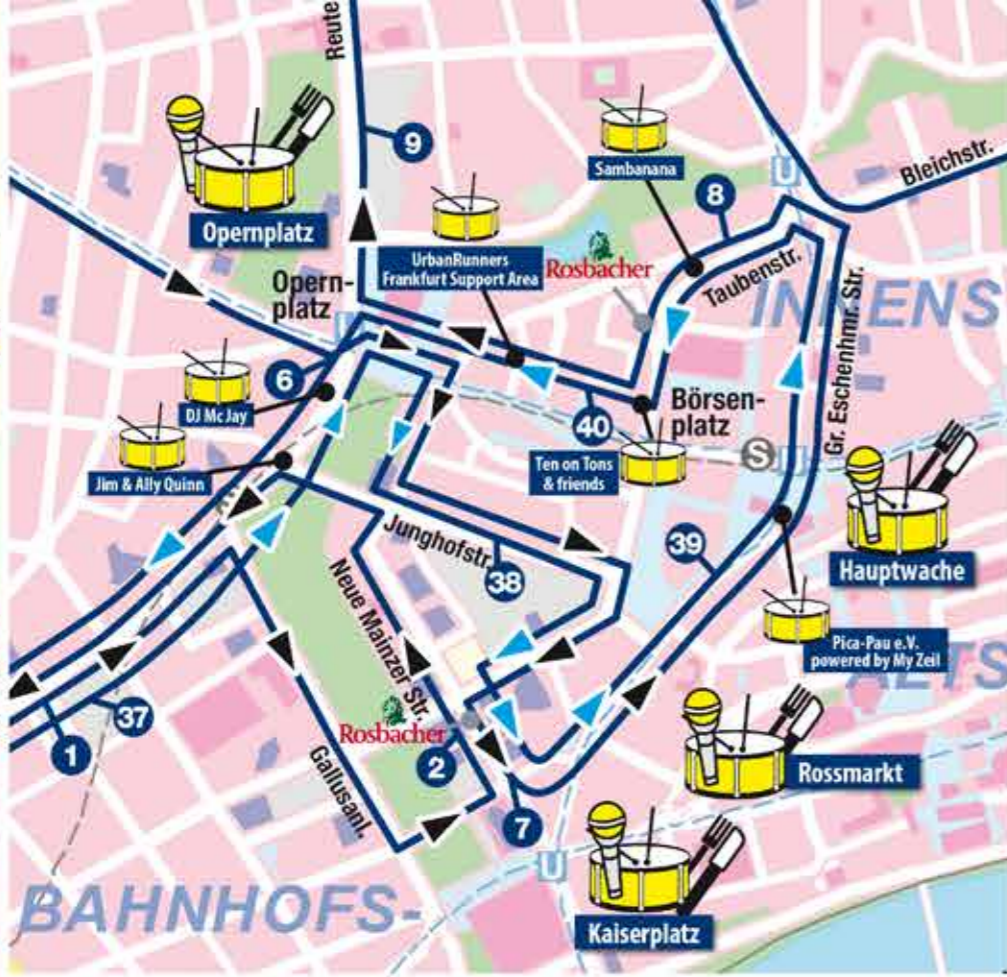 Reute
9
Opernplatz
Sambanana
8
Bleichstr.
U
UrbanRunners
Frankfurt Support Area
Rosbacher
Taubenstr.
INNENS
Opern-
platz
6
DJ Mc Jay
Jim & Ally Quinn
40
Börsen-
platz
Gr. Eschenhmr. Str.
S
U
Ten on Tons
& friends
Hauptwache
Junghofstr.
38
39
Neue Mainzer Str.
Pica-Pau e.V.
powered by My Zeil
ALTS
37
1
Rosbacher
2
Gallusanl.
7
Rossmarkt
U
Kaiserplatz
BAHNHOFS-